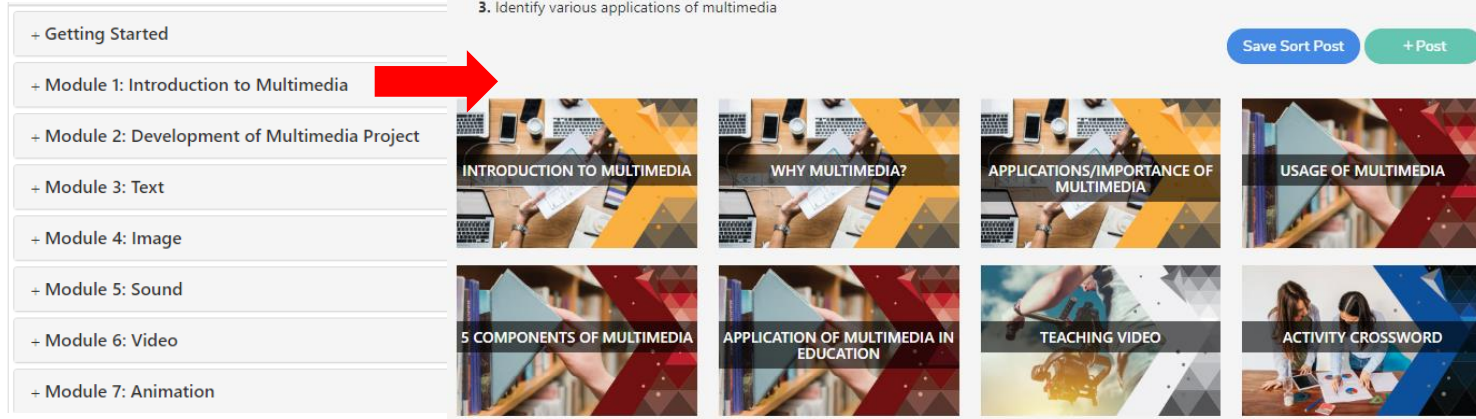 + Getting Started
+ Module 1: Introduction to Multimedia
+ Module 2: Development of Multimedia Project
+ Module 3: Text
+ Module 4: Image
+ Module 5: Sound
+ Module 6: Video
+ Module 7: Animation
3. Identify various applications of multimedia
Save Sort Post
+ Post
INTRODUCTION TO MULTIMEDIA
WHY MULTIMEDIA?
APPLICATIONS/IMPORTANCE OF
MULTIMEDIA
USAGE OF MULTIMEDIA
5 COMPONENTS OF MULTIMEDIA
APPLICATION OF MULTIMEDIA IN
EDUCATION
TEACHING VIDEO
ACTIVITY CROSSWORD